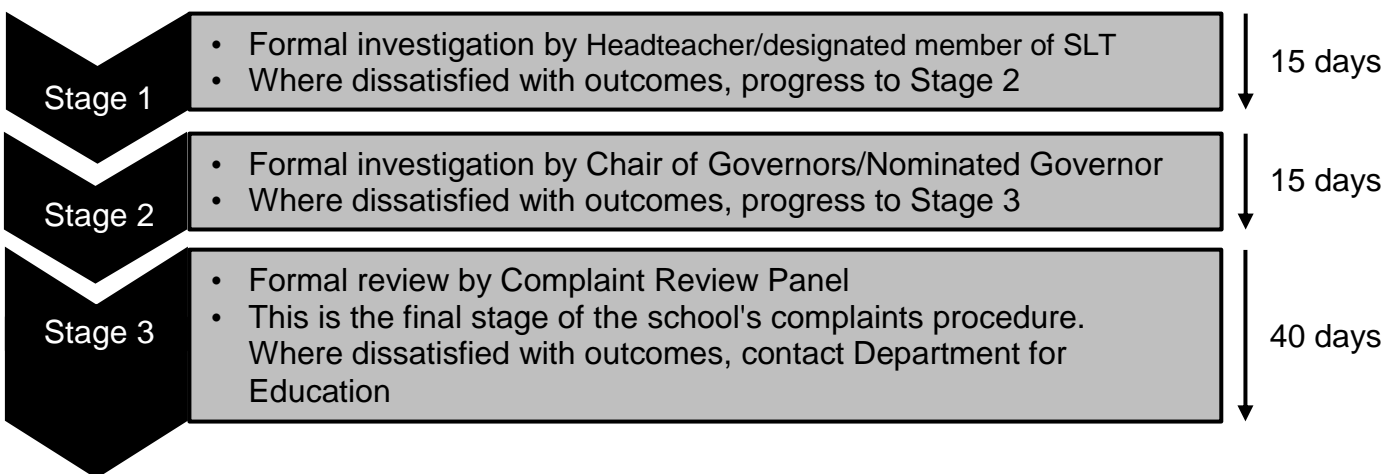 Stage 1
• Formal investigation by Headteacher/designated member of SLT
• Where dissatisfied with outcomes, progress to Stage 2
15 days
Stage 2
• Formal investigation by Chair of Governors/Nominated Governor
• Where dissatisfied with outcomes, progress to Stage 3
15 days
Stage 3
• Formal review by Complaint Review Panel
• This is the final stage of the school's complaints procedure.
Where dissatisfied with outcomes, contact Department for
Education
40 days